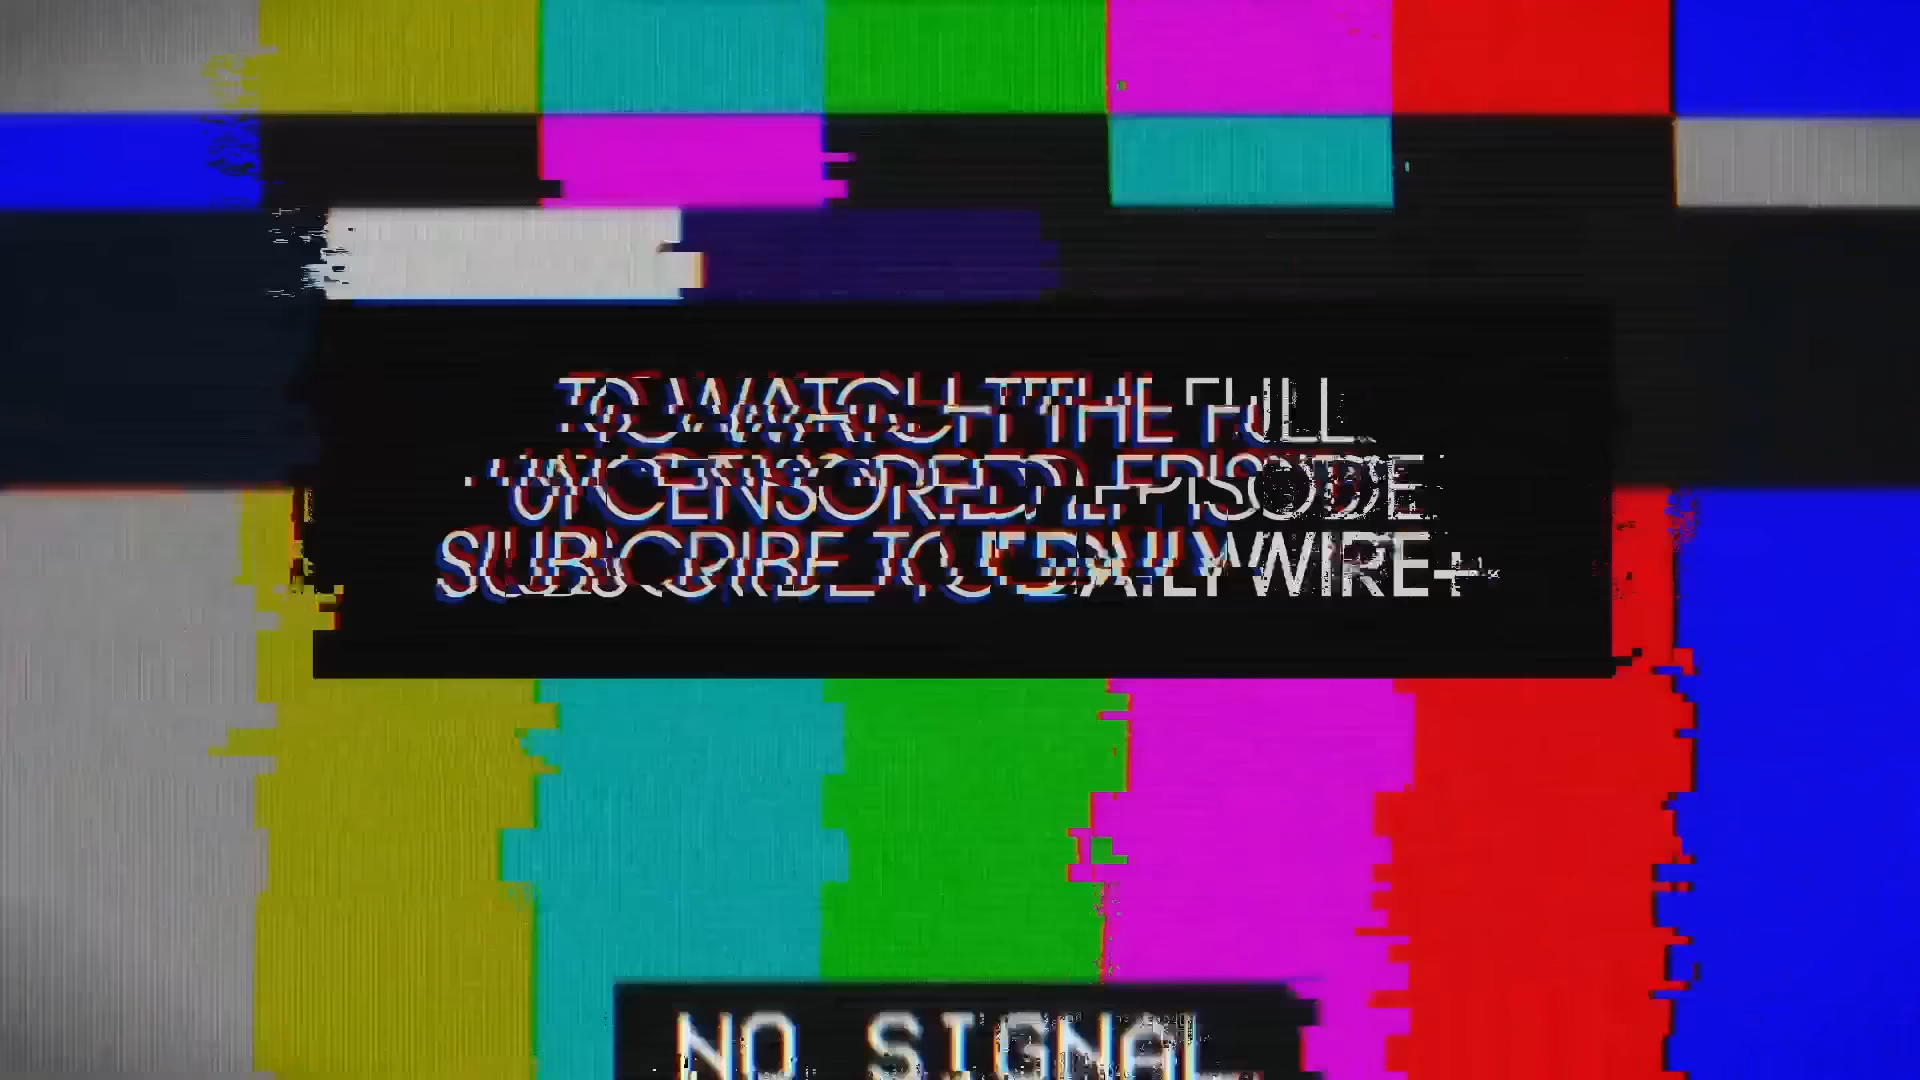 TO WATCH THE FULL
UNCENSORED EPISODE
SUBSCRIBE TO DAILYWIRE+
NO SIGNAL